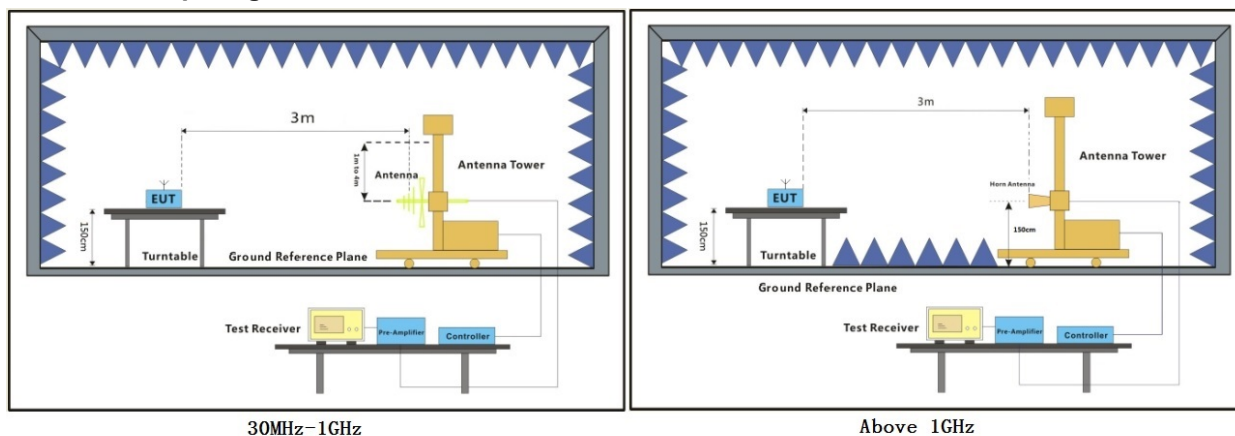 3m
1m to 4m
Antenna
Antenna Tower
EUT
150cm
Turntable
Ground Reference Plane
Test Receiver
Pre-Amplifier
Controller
30MHz-1GHz
3m
Antenna Tower
Horn Antenna
EUT
150cm
150cm
Turntable
Ground Reference Plane
Test Receiver
Pre-Amplifier
Controller
Above 1GHz